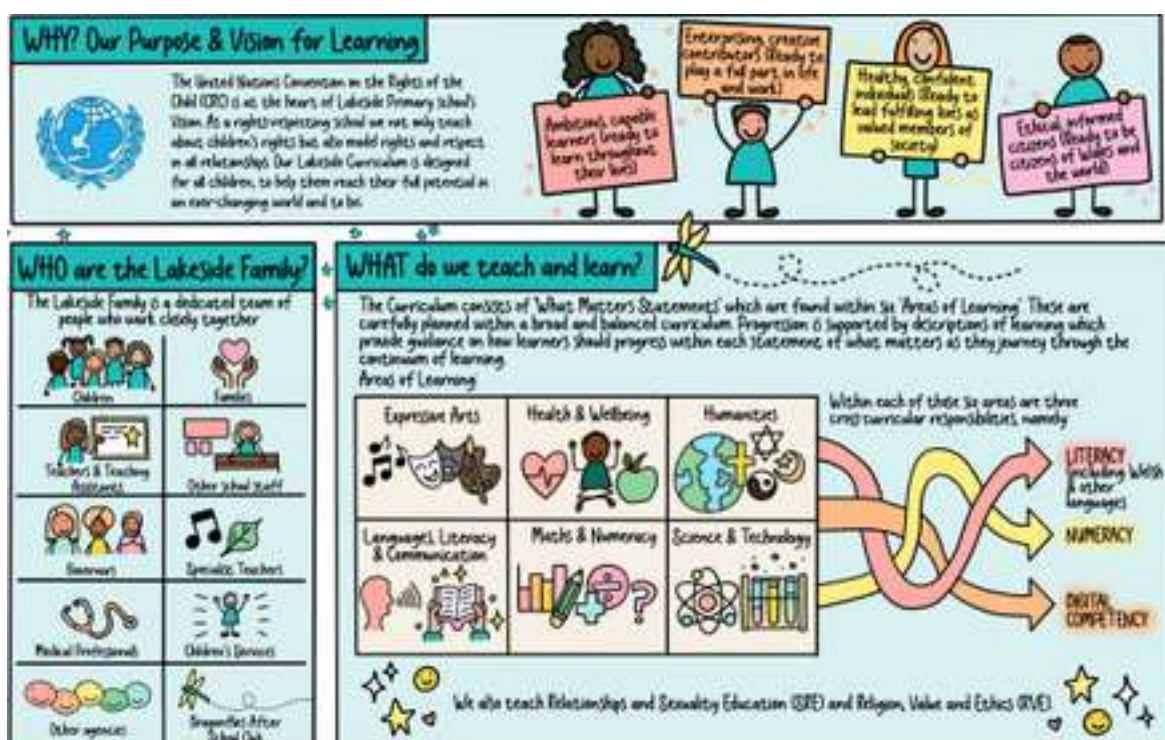 WHY? Our Purpose & Vision for Learning
The United Nations Convention on the Rights of the
Child (CRC) is at the heart of Lakeside Primary School's
Vision. As a rights-respecting school we not only teach
about children's rights but also model rights and respect
in all relationships. Our Lakeside Curriculum is designed
for all children, to help them reach their full potential in
an ever-changing world and to be:
Ambitious, capable
learners (ready to
learn throughout
their lives)
Enterprising, creative
contributors (Ready to
play a full part in life
and work)
Healthy, confident
individuals (Ready to
lead fulfilling lives as
valued members of
society)
Ethical, informed
citizens (Ready to be
citizens of Wales and
the world)
WHO are the Lakeside Family?
The Lakeside Family is a dedicated team of
people who work closely together
Children
Families
Teachers & Teaching
Assistants
Other School Staff
Governors
Specialist Teachers
Medical Professionals
Children's Services
Other agencies
Dragonflies After
School Club
WHAT do we teach and learn?
The Curriculum consists of 'What Matters Statements' which are found within six 'Areas of Learning'. These are
carefully planned within a broad and balanced curriculum. Progression is supported by descriptions of learning which
provide guidance on how learners should progress within each statement of what matters as they journey through the
continuum of learning.
Areas of Learning
Expressive Arts
Health & Wellbeing
Humanities
Languages, Literacy
& Communication
Maths & Numeracy
Science & Technology
Within each of these six areas are three
cross-curricular responsibilities, namely
LITERACY
(including Welsh
& other
languages)
NUMERACY
DIGITAL
COMPETENCY
We also teach Relationships and Sexuality Education (SRE) and Religion, Value and Ethics (RVE)